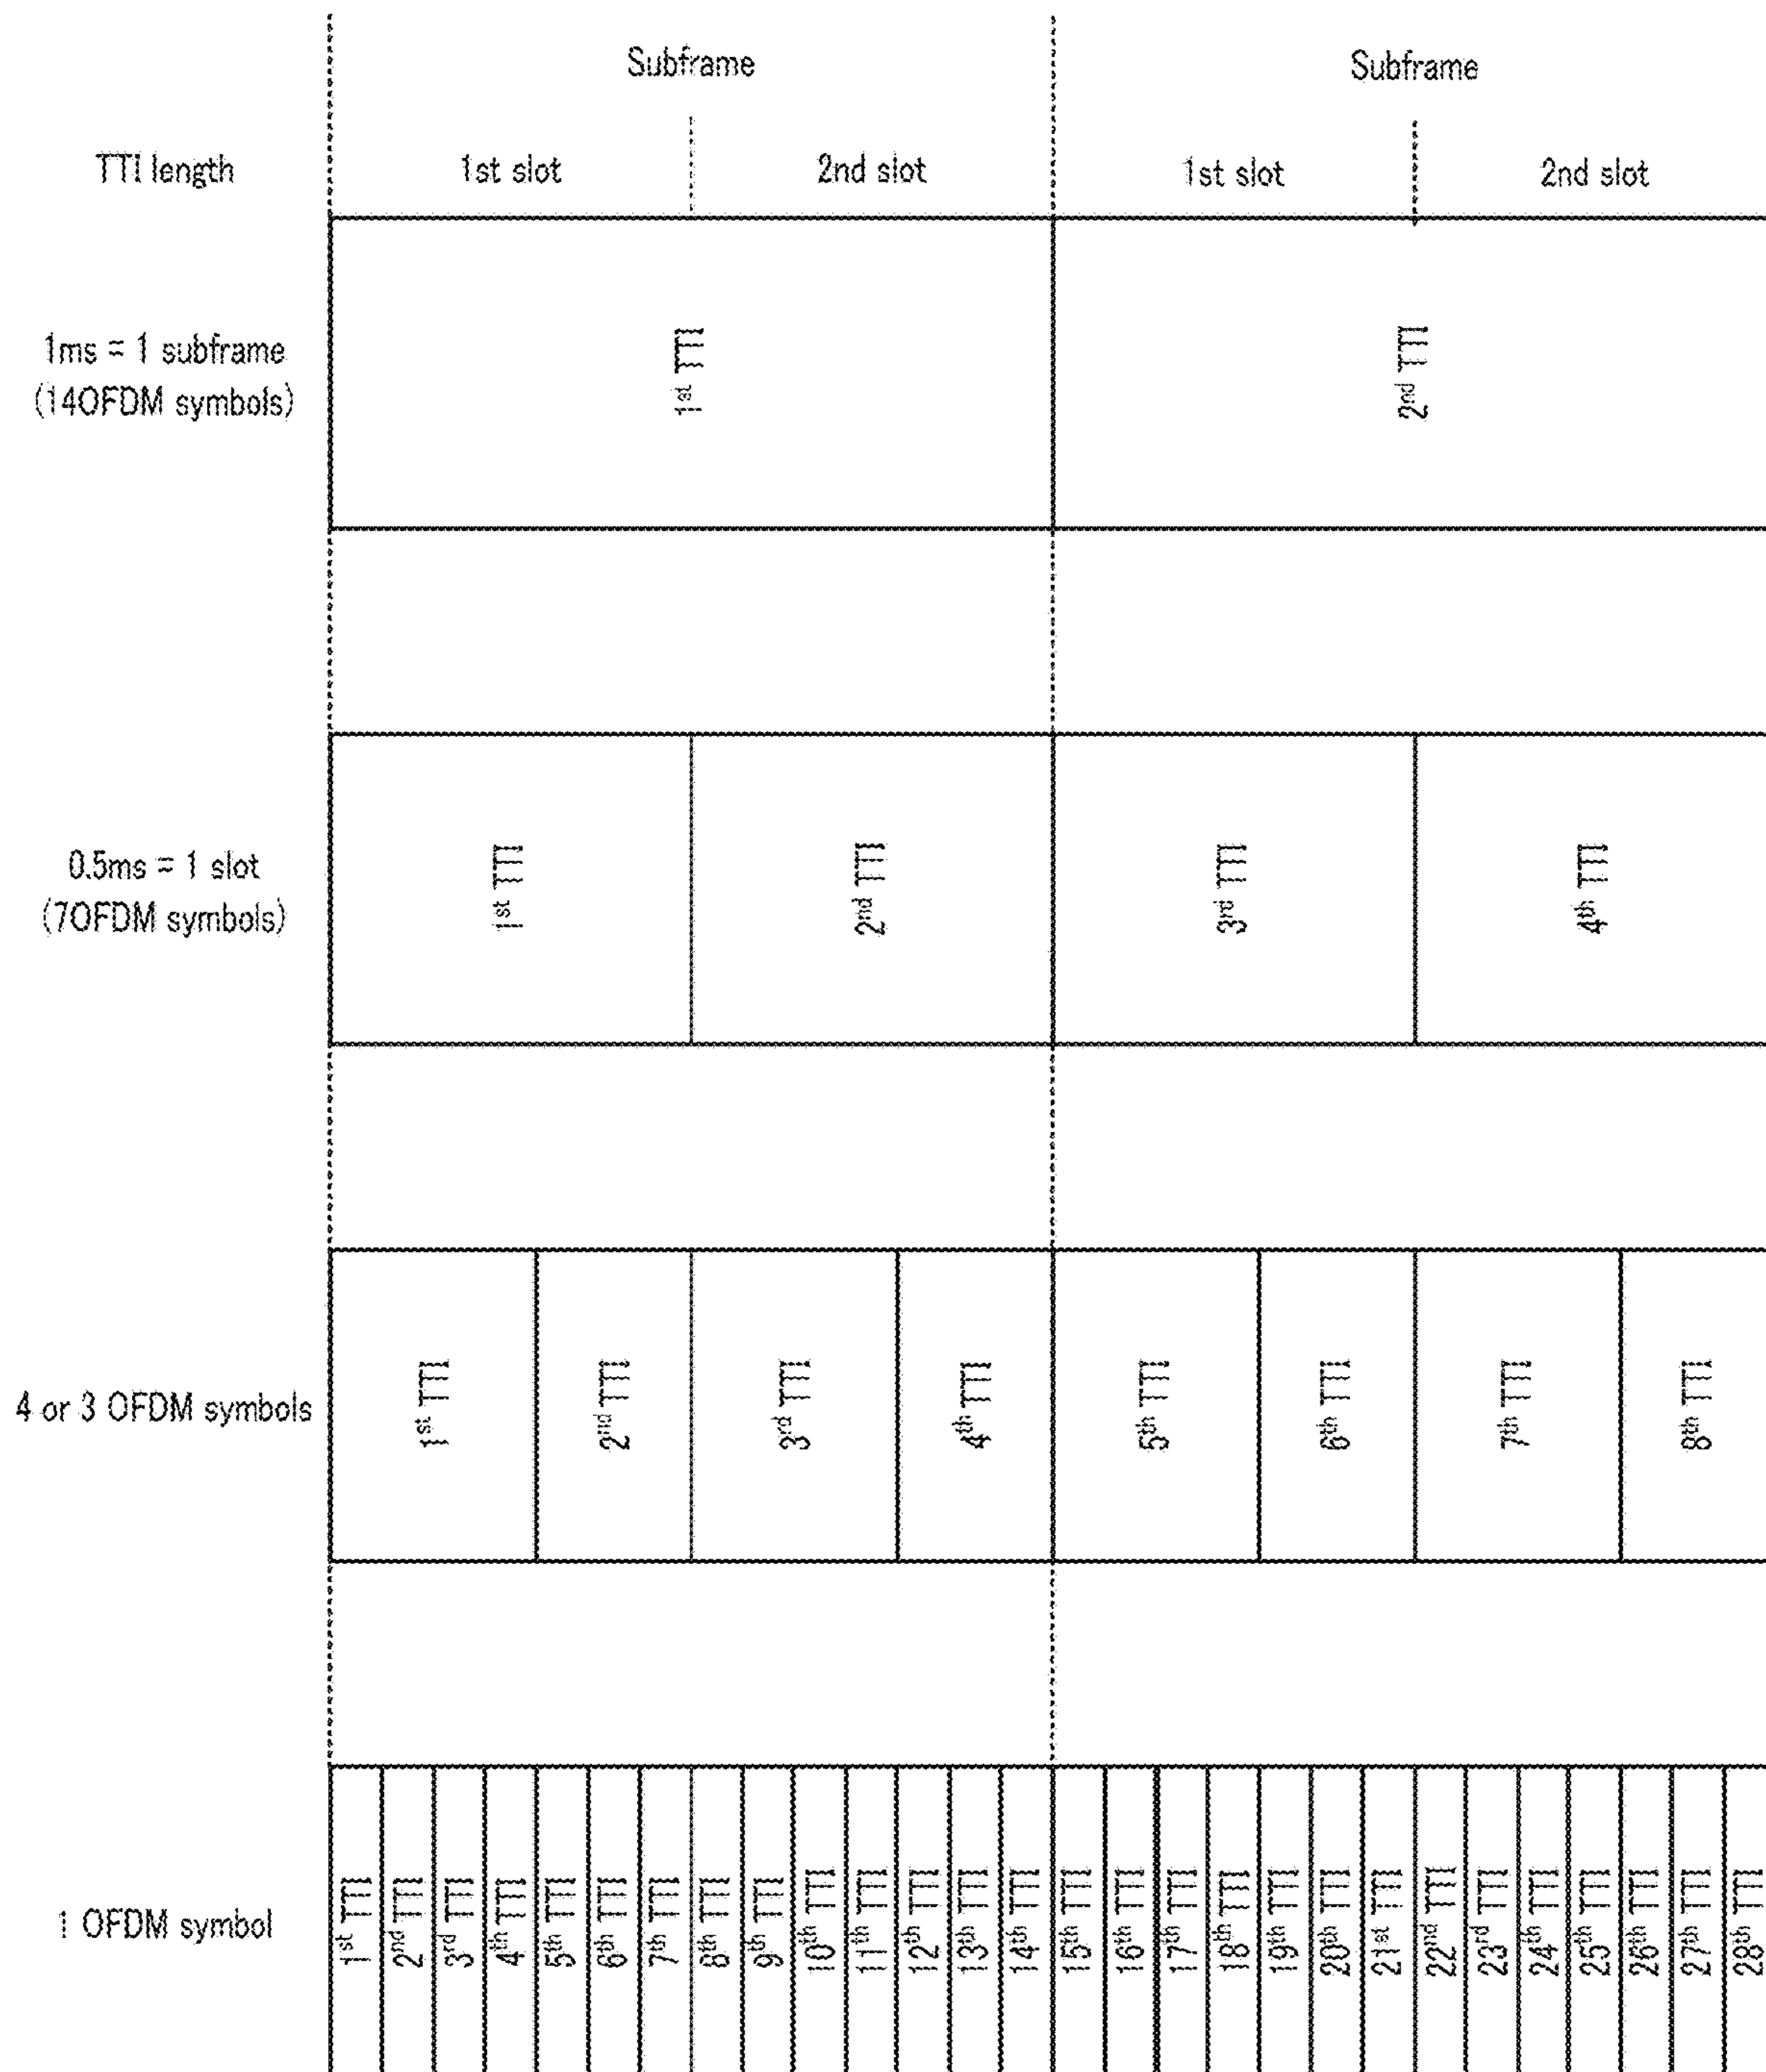 Subframe Subframe
TTI length 1st slot 2nd slot 1st slot 2nd slot
1ms = 1 subframe
(14OFDM symbols)
1st TTI 2nd TTI
0.5ms = 1 slot
(7OFDM symbols)
1st TTI 2nd TTI 3rd TTI 4th TTI
4 or 3 OFDM symbols
1st TTI 2nd TTI 3rd TTI 4th TTI 5th TTI 6th TTI 7th TTI 8th TTI
1 OFDM symbol
1st TTI 2nd TTI 3rd TTI 4th TTI 5th TTI 6th TTI 7th TTI 8th TTI 9th TTI 10th TTI 11th TTI 12th TTI 13th TTI 14th TTI 15th TTI 16th TTI 17th TTI 18th TTI 19th TTI 20th TTI 21st TTI 22nd TTI 23rd TTI 24th TTI 25th TTI 26th TTI 27th TTI 28th TTI